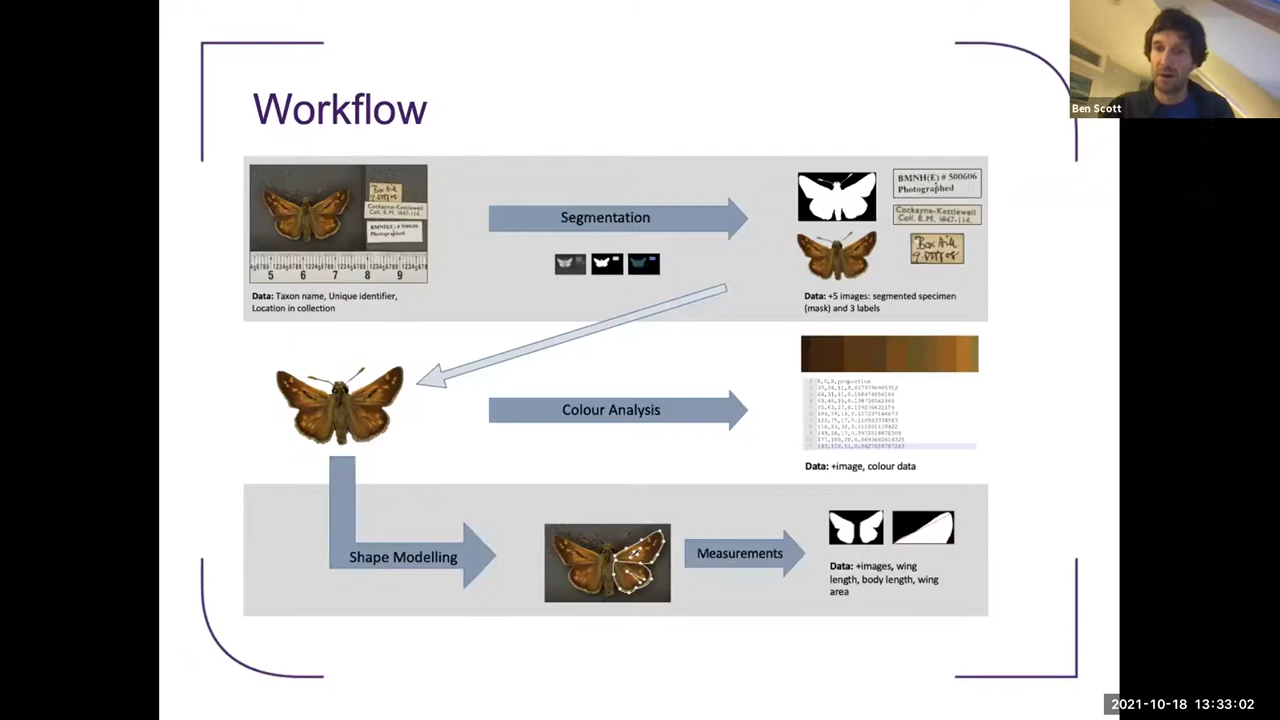 Ben Scott
Workflow
Box Hill
Cockayne-Kettlewell
Coll. B.M. 1947-114.
BMNH(E) # 500606
Photographed
5 6 7 8 9
Data: Taxon name, Unique identifier,
Location in collection
Segmentation
BMNH(E) # 500606
Photographed
Cockayne-Kettlewell
Coll. B.M. 1947-114.
Box Hill
Data: +5 images: segmented specimen
(mask) and 3 labels
Colour Analysis
R,G,B,proportion
Data: +image, colour data
Shape Modelling
Measurements
Data: +images, wing
length, body length, wing
area
2021-10-18 13:33:02